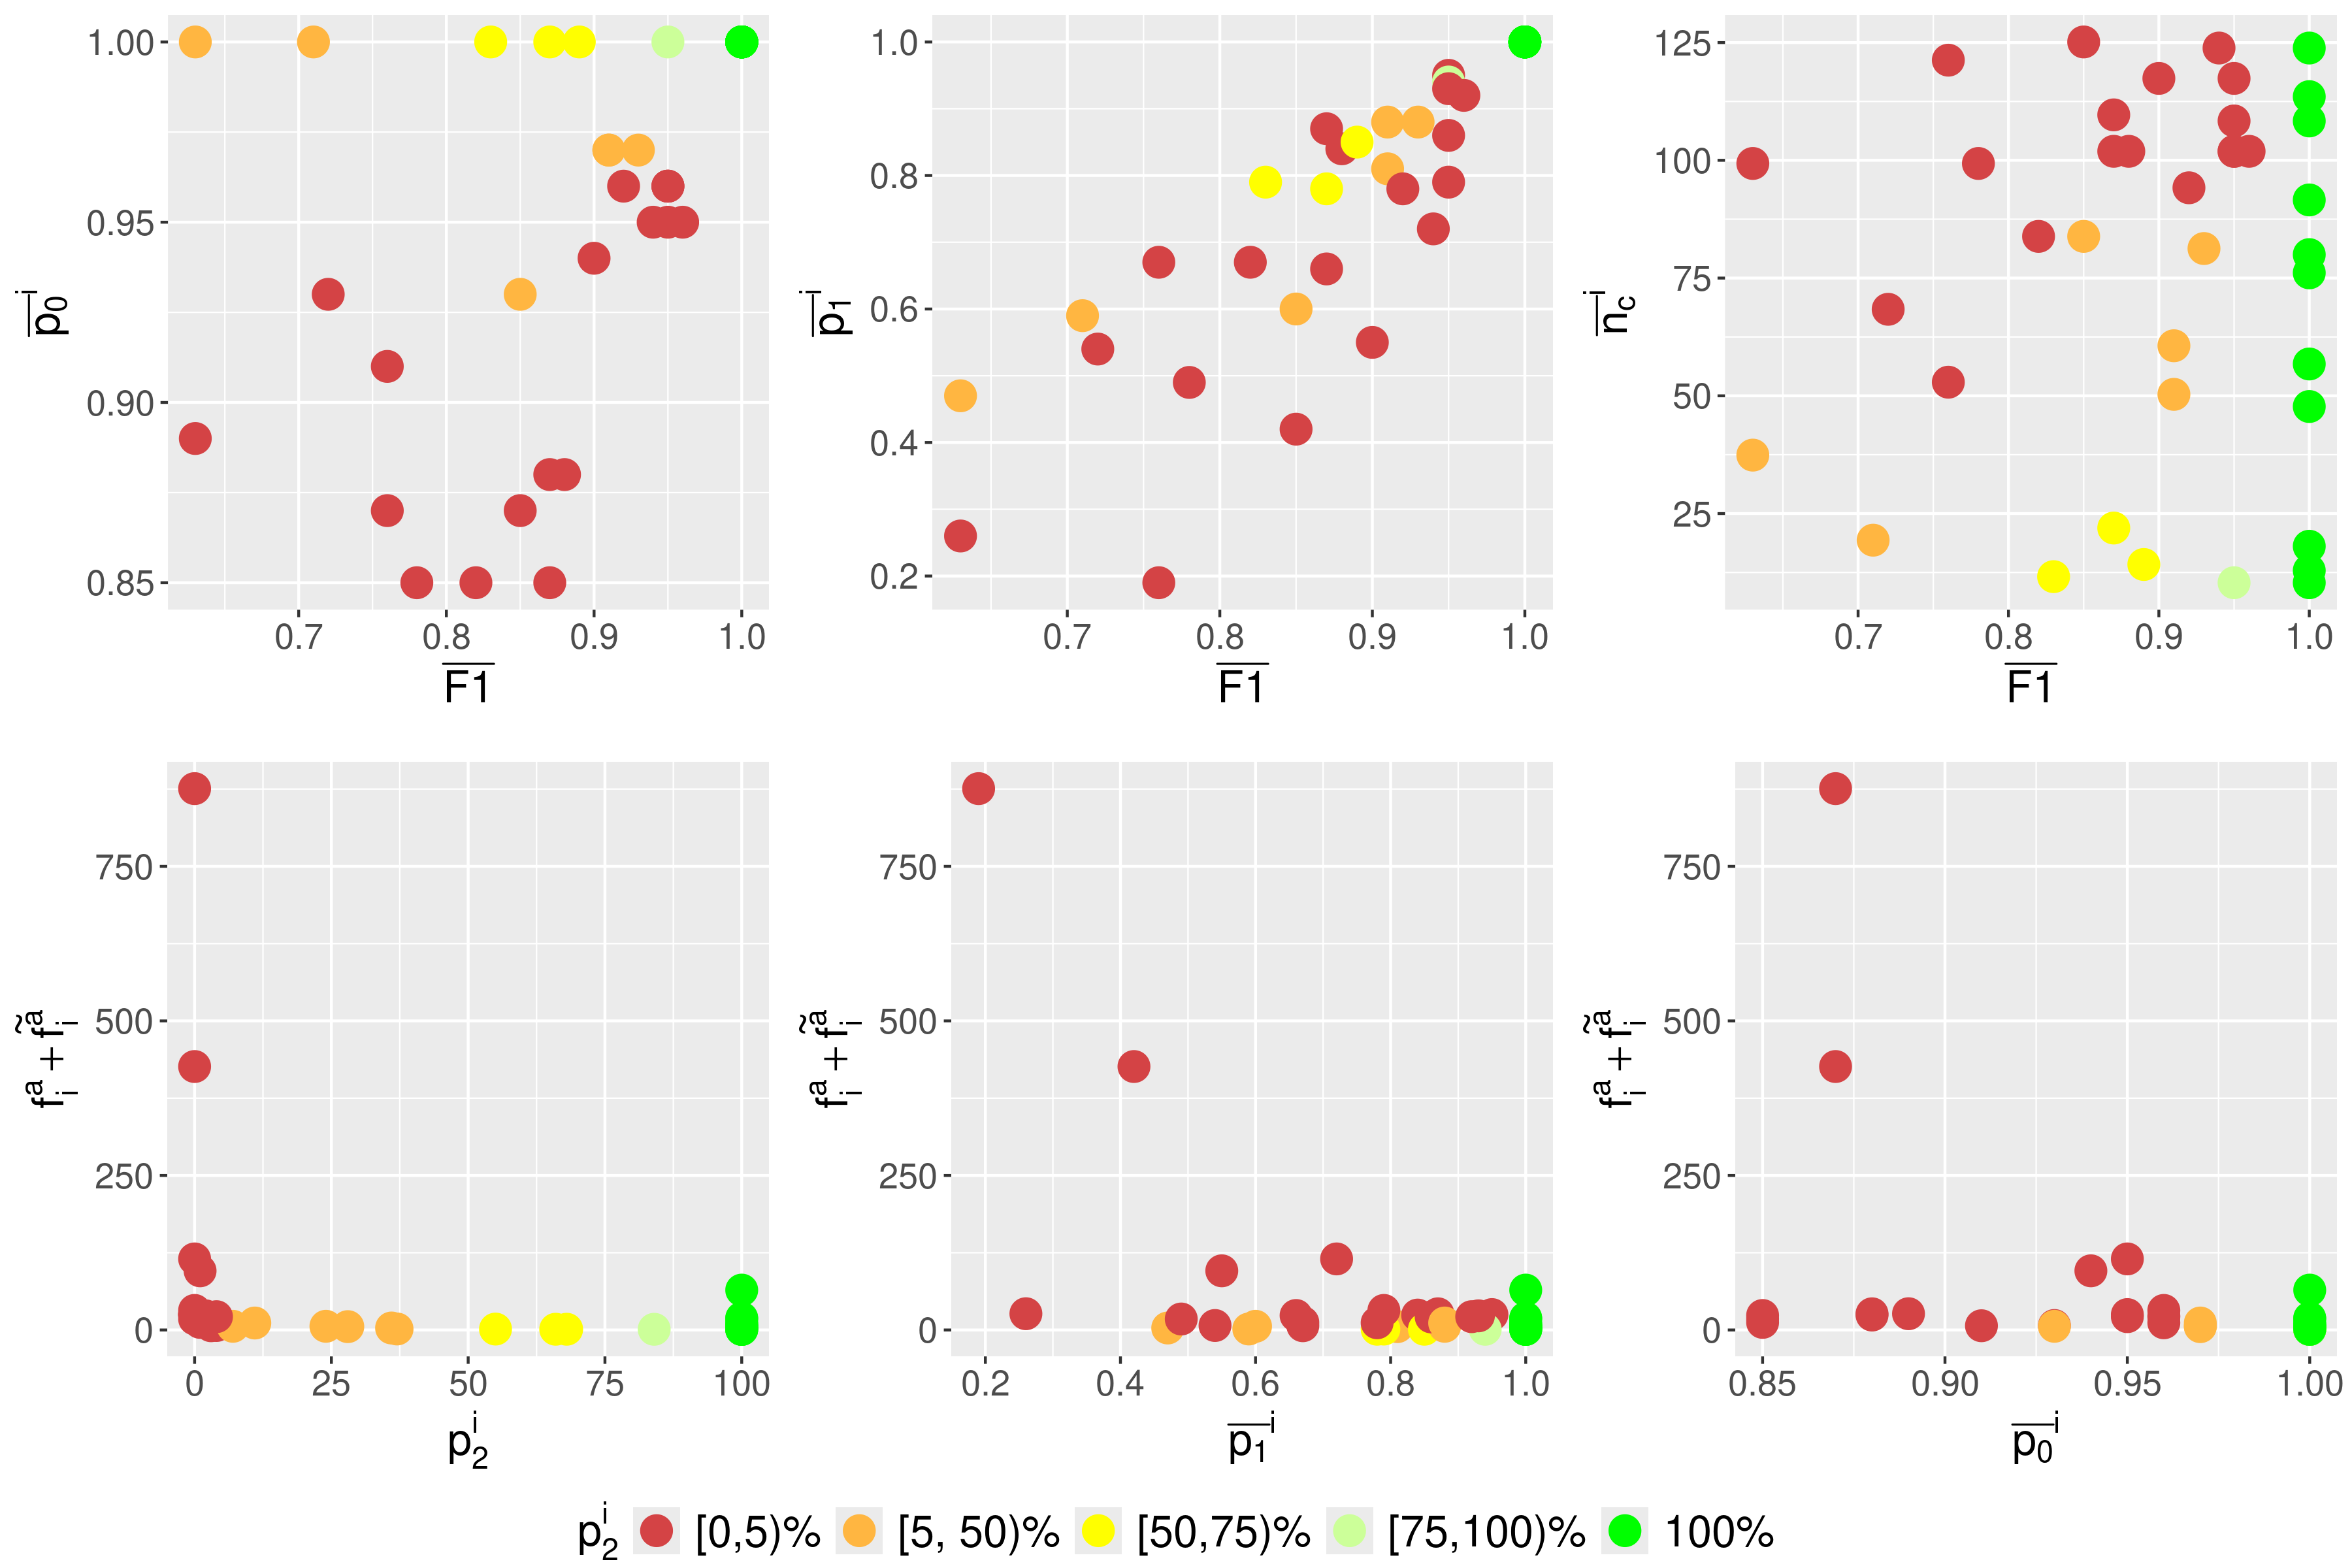 1.00
0.95
0.90
0.85
p̅₀ⁱ
0.7 0.8 0.9 1.0
F̅1̅
1.0
0.8
0.6
0.4
0.2
p̅₁ⁱ
0.7 0.8 0.9 1.0
F̅1̅
125
100
75
50
25
n̅_cⁱ
0.7 0.8 0.9 1.0
F̅1̅
750
500
250
0
fᵢᵃ + f̃ᵢᵃ
0 25 50 75 100
p₂ⁱ
750
500
250
0
fᵢᵃ + f̃ᵢᵃ
0.2 0.4 0.6 0.8 1.0
p̅₁ⁱ
750
500
250
0
fᵢᵃ + f̃ᵢᵃ
0.85 0.90 0.95 1.00
p̅₀ⁱ
p₂ⁱ [0,5)% [5, 50)% [50,75)% [75,100)% 100%